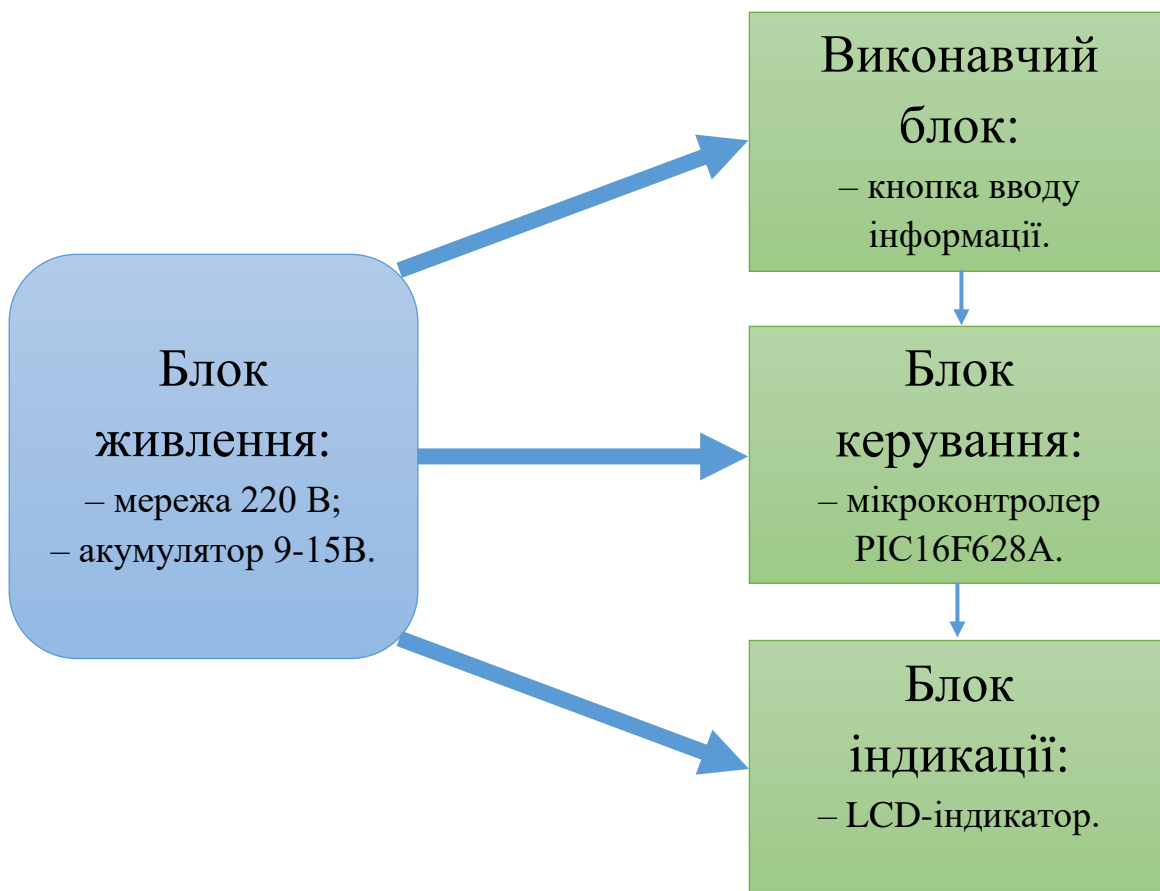 Виконавчий
блок:
– кнопка вводу
інформації.
Блок
живлення:
– мережа 220 В;
– акумулятор 9-15В.
Блок
керування:
– мікроконтролер
PIC16F628A.
Блок
індикації:
– LCD-індикатор.